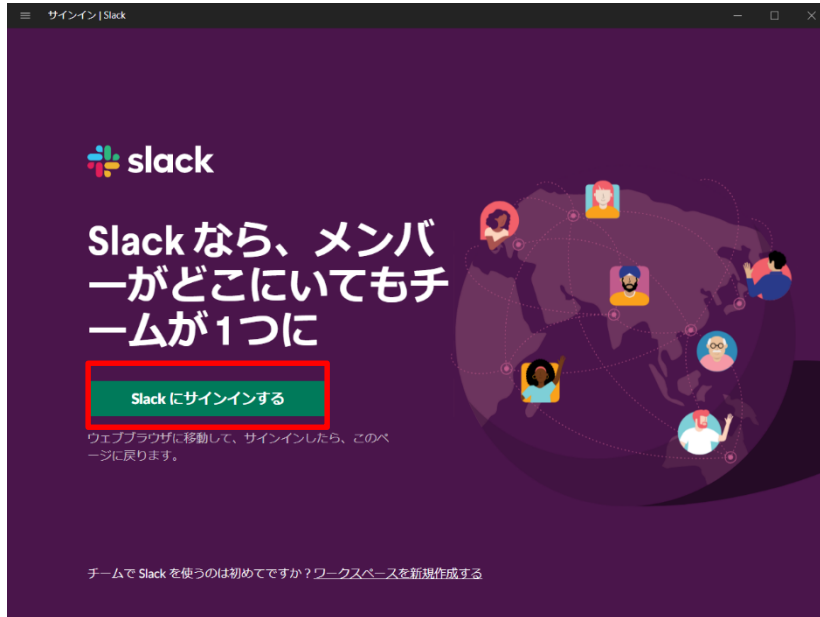 サインイン | Slack
slack
Slack なら、メンバ
ーがどこにいてもチ
ームが1つに
Slack にサインインする
ウェブブラウザに移動して、サインインしたら、このペ
ージに戻ります。
チームで Slack を使うのは初めてですか？ワークスペースを新規作成する